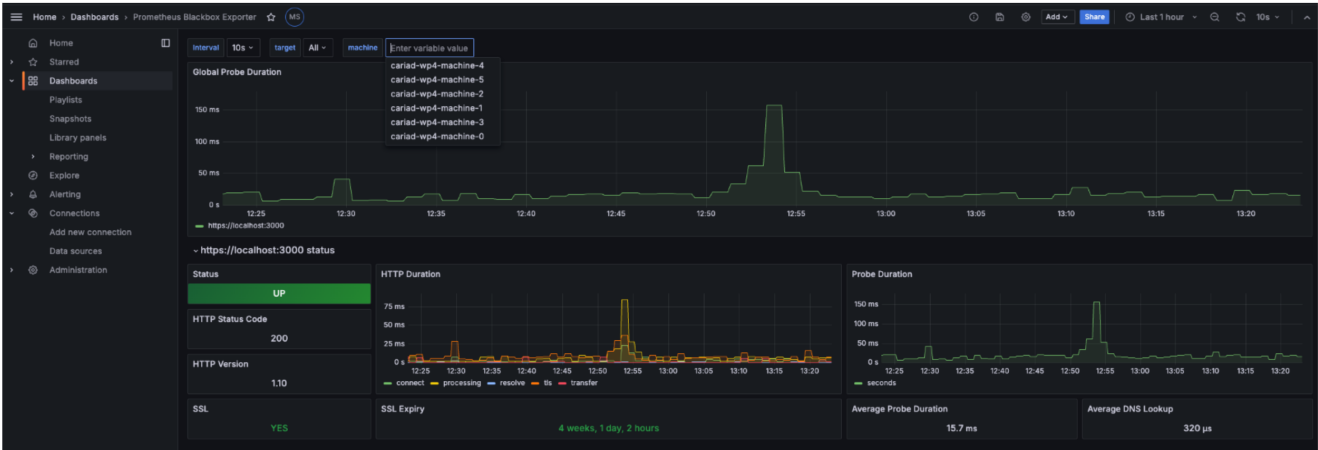 Home › Dashboards › Prometheus Blackbox Exporter MS Add Share Last 1 hour 10s
Home
Starred
Dashboards
Playlists
Snapshots
Library panels
Reporting
Explore
Alerting
Connections
Add new connection
Data sources
Administration
interval 10s target All machine Enter variable value
cariad-wp4-machine-4
cariad-wp4-machine-5
cariad-wp4-machine-2
cariad-wp4-machine-1
cariad-wp4-machine-3
cariad-wp4-machine-0
Global Probe Duration
150 ms
100 ms
50 ms
0 s
12:25 12:30 12:35 12:40 12:45 12:50 12:55 13:00 13:05 13:10 13:15 13:20
https://localhost:3000
https://localhost:3000 status
Status
UP
HTTP Status Code
200
HTTP Version
1.10
SSL
YES
HTTP Duration
75 ms
50 ms
25 ms
0 s
12:25 12:30 12:35 12:40 12:45 12:50 12:55 13:00 13:05 13:10 13:15 13:20
connect processing resolve tls transfer
SSL Expiry
4 weeks, 1 day, 2 hours
Probe Duration
150 ms
100 ms
50 ms
0 s
12:25 12:30 12:35 12:40 12:45 12:50 12:55 13:00 13:05 13:10 13:15 13:20
seconds
Average Probe Duration
15.7 ms
Average DNS Lookup
320 µs